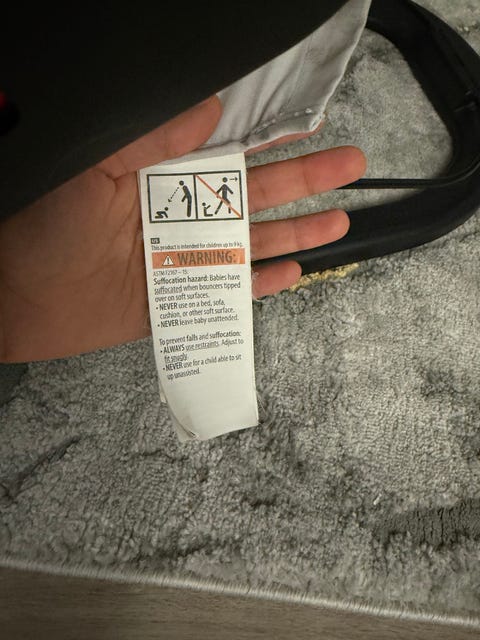 US
This product is intended for children up to 9 kg.
WARNING:
ASTM F2167 – 15:
Suffocation hazard: Babies have
suffocated when bouncers tipped
over on soft surfaces.
• NEVER use on a bed, sofa,
cushion, or other soft surface.
• NEVER leave baby unattended.
To prevent falls and suffocation:
• ALWAYS use restraints. Adjust to
fit snugly.
• NEVER use for a child able to sit
up unassisted.